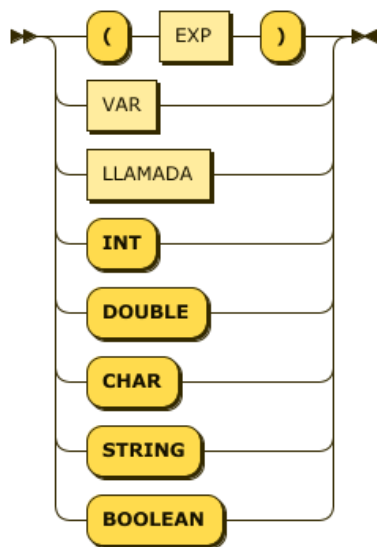 ( EXP )
VAR
LLAMADA
INT
DOUBLE
CHAR
STRING
BOOLEAN